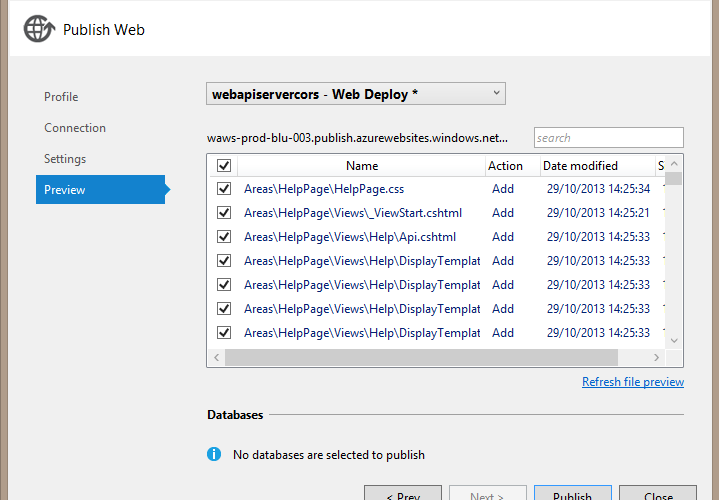 Publish Web
Profile
Connection
Settings
Preview
webapiservercors - Web Deploy *
waws-prod-blu-003.publish.azurewebsites.windows.net...
search
Name Action Date modified S
Areas\HelpPage\HelpPage.css Add 29/10/2013 14:25:34
Areas\HelpPage\Views\_ViewStart.cshtml Add 29/10/2013 14:25:21
Areas\HelpPage\Views\Help\Api.cshtml Add 29/10/2013 14:25:33
Areas\HelpPage\Views\Help\DisplayTemplat Add 29/10/2013 14:25:33
Areas\HelpPage\Views\Help\DisplayTemplat Add 29/10/2013 14:25:33
Areas\HelpPage\Views\Help\DisplayTemplat Add 29/10/2013 14:25:33
Areas\HelpPage\Views\Help\DisplayTemplat Add 29/10/2013 14:25:33
Refresh file preview
Databases
No databases are selected to publish
< Prev Next > Publish Close